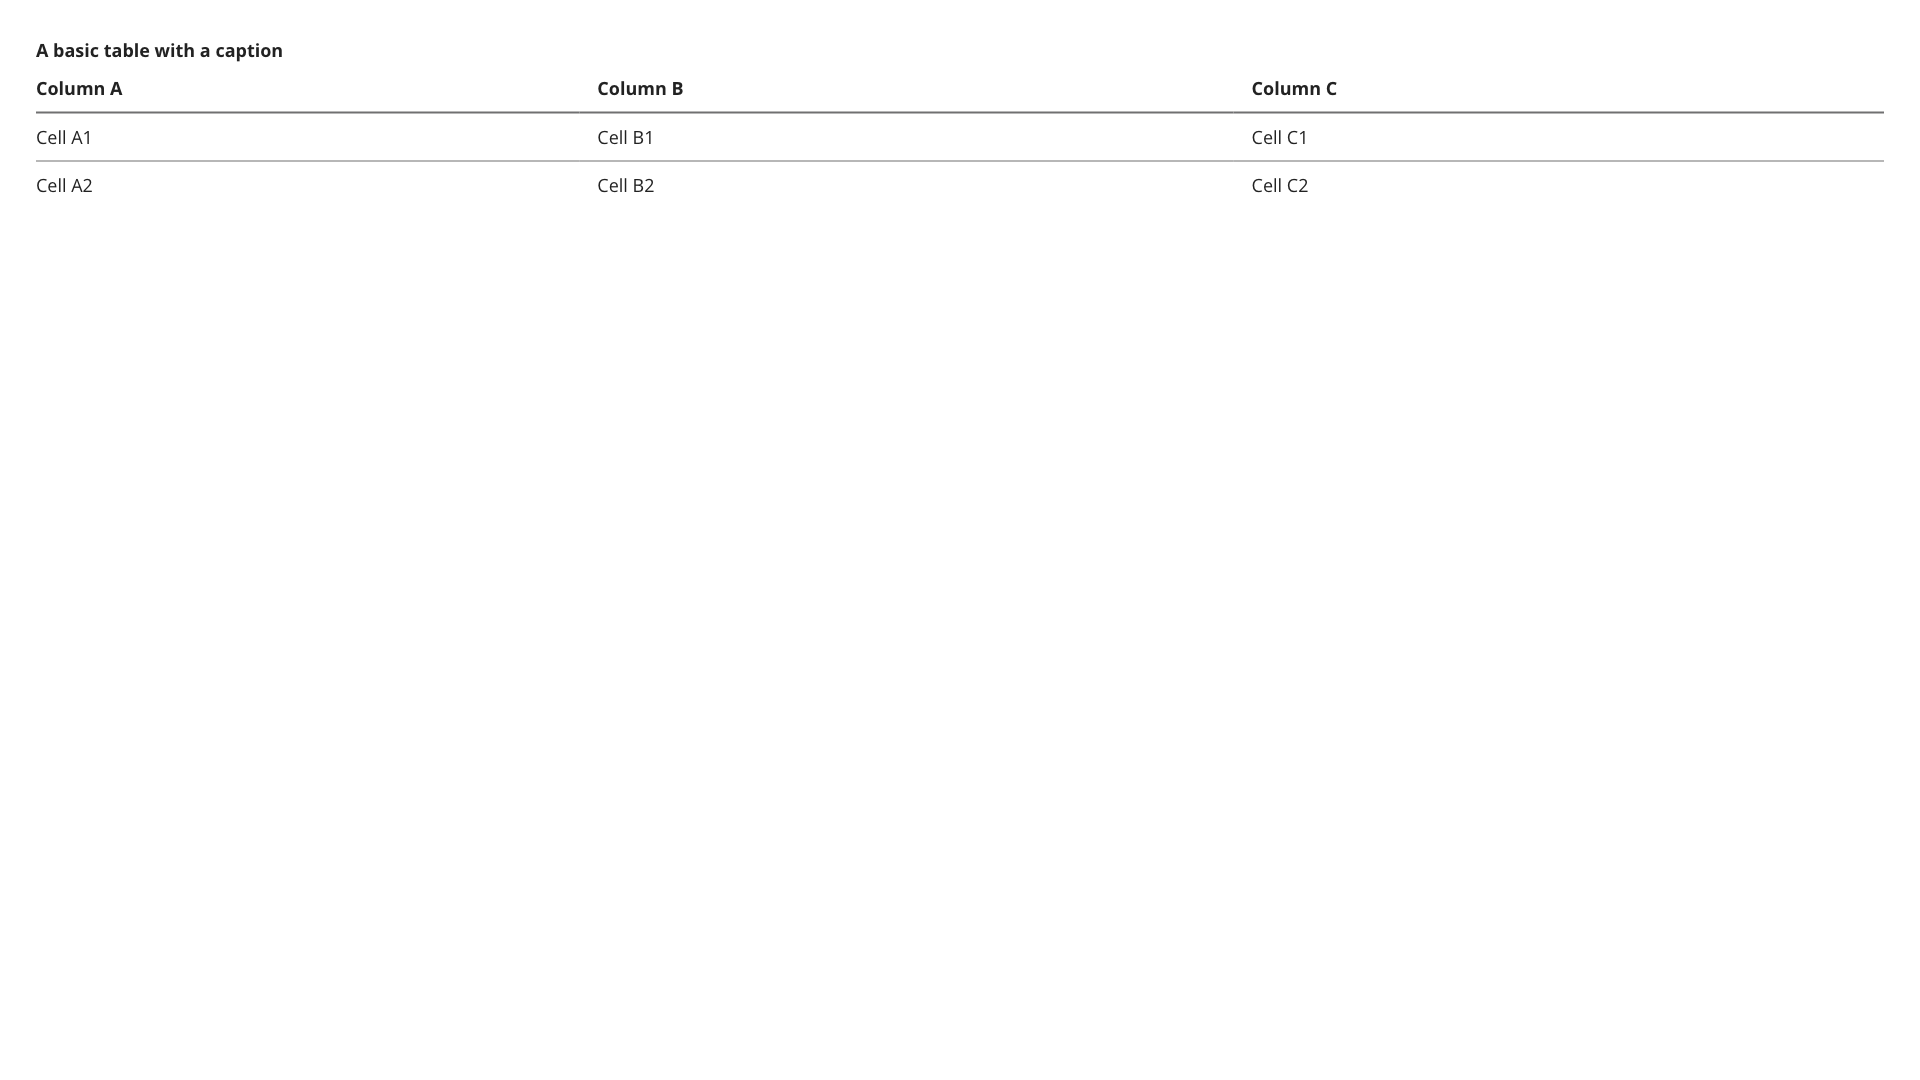 A basic table with a caption
Column A Column B Column C
Cell A1 Cell B1 Cell C1
Cell A2 Cell B2 Cell C2